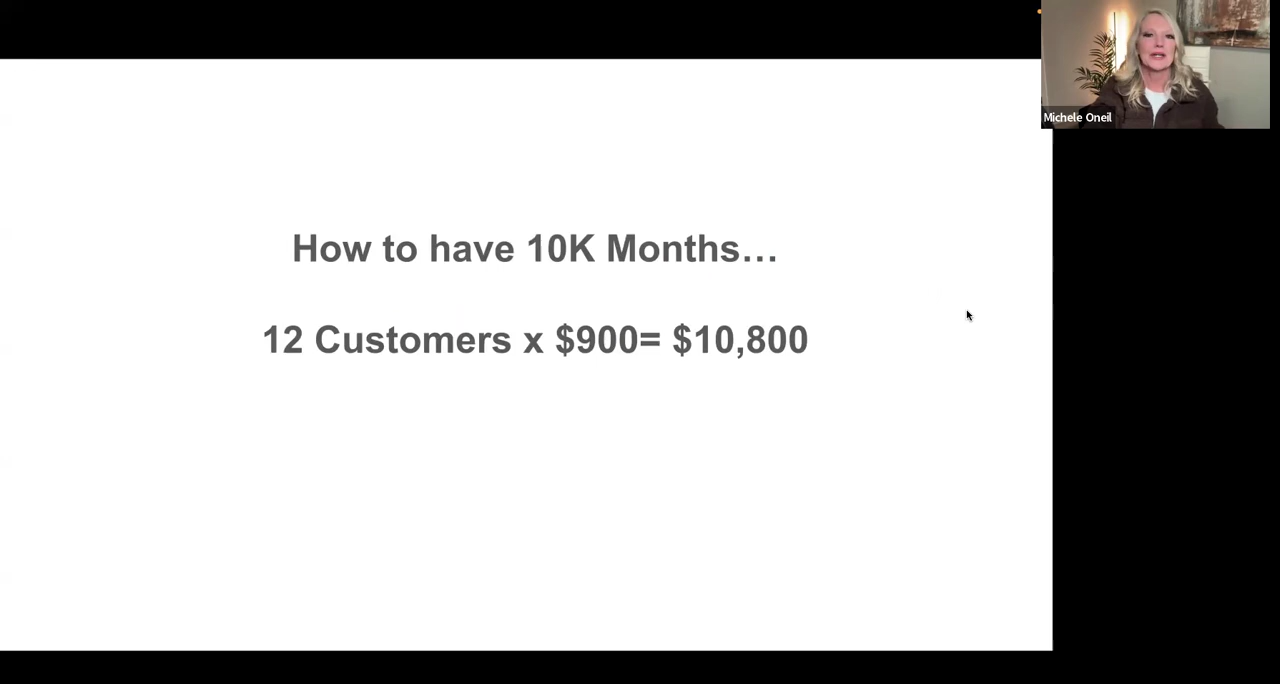 Michele Oneil
How to have 10K Months…
12 Customers x $900= $10,800